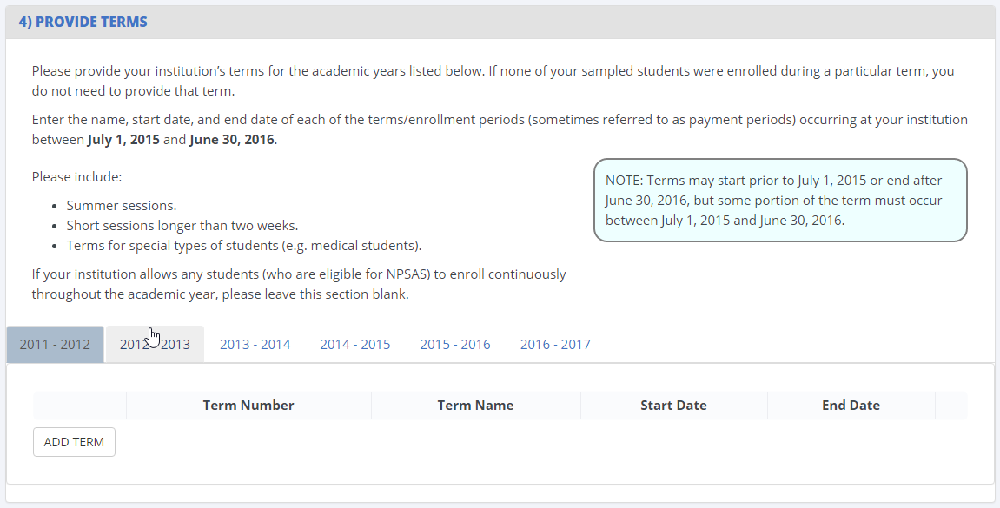 4) PROVIDE TERMS
Please provide your institution's terms for the academic years listed below. If none of your sampled students were enrolled during a particular term, you
do not need to provide that term.
Enter the name, start date, and end date of each of the terms/enrollment periods (sometimes referred to as payment periods) occurring at your institution
between July 1, 2015 and June 30, 2016.
Please include:
• Summer sessions.
• Short sessions longer than two weeks.
• Terms for special types of students (e.g. medical students).
If your institution allows any students (who are eligible for NPSAS) to enroll continuously
throughout the academic year, please leave this section blank.
NOTE: Terms may start prior to July 1, 2015 or end after
June 30, 2016, but some portion of the term must occur
between July 1, 2015 and June 30, 2016.
2011 - 2012 2012 - 2013 2013 - 2014 2014 - 2015 2015 - 2016 2016 - 2017
Term Number Term Name Start Date End Date
ADD TERM